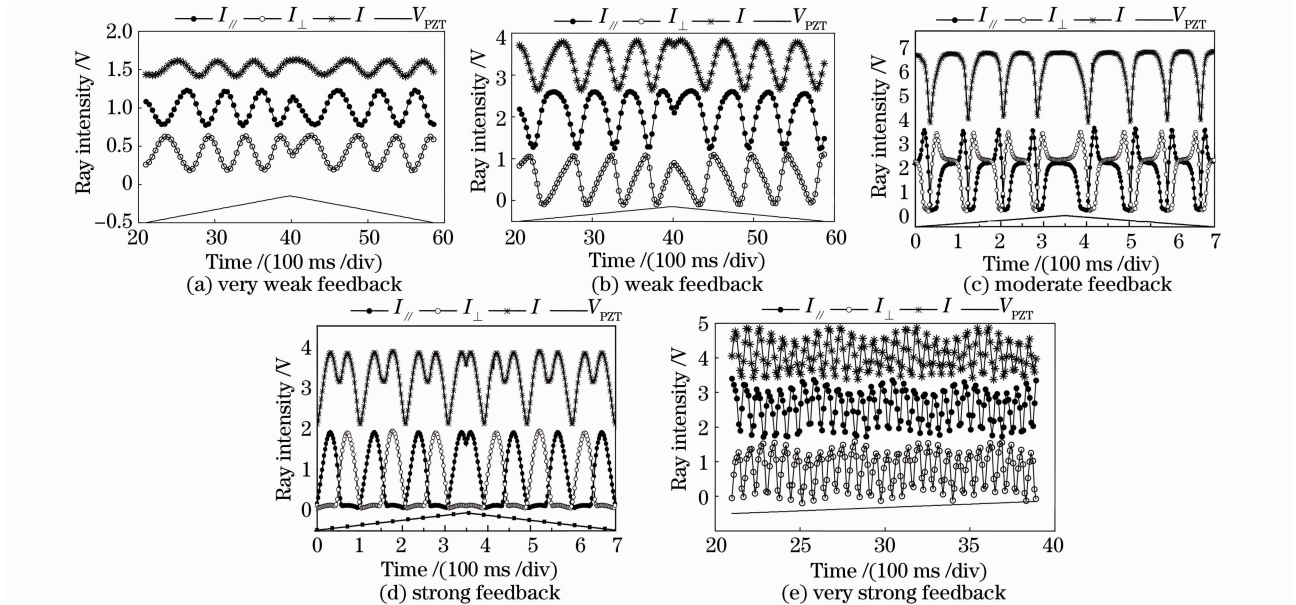 I// I⊥ I VPZT
2.0
1.5
1.0
0.5
0
−0.5
Ray intensity /V
20 30 40 50 60
Time /(100 ms /div)
(a) very weak feedback
I// I⊥ I VPZT
4
3
2
1
0
Ray intensity /V
20 30 40 50 60
Time /(100 ms /div)
(b) weak feedback
I// I⊥ I VPZT
7
6
5
4
3
2
1
0
Ray intensity /V
0 1 2 3 4 5 6 7
Time /(100 ms /div)
(c) moderate feedback
I// I⊥ I VPZT
4
3
2
1
0
Ray intensity /V
0 1 2 3 4 5 6 7
Time /(100 ms /div)
(d) strong feedback
I// I⊥ I VPZT
5
4
3
2
1
0
Ray intensity /V
20 25 30 35 40
Time /(100 ms /div)
(e) very strong feedback